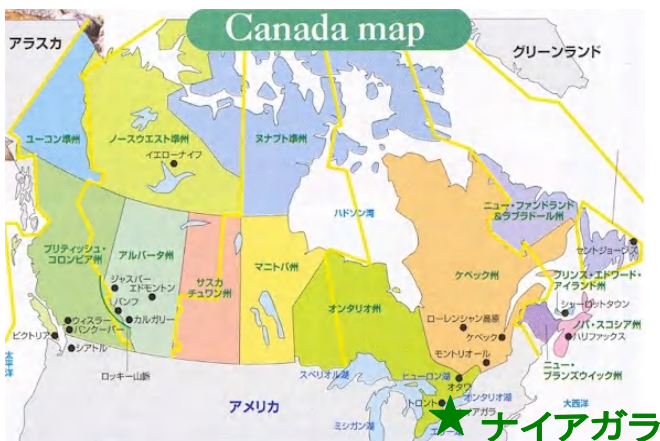 Canada map
アラスカ
グリーンランド
ユーコン準州
ノースウエスト準州
イエローナイフ
ヌナブト準州
ハドソン湾
ニュー・ファンドランド
&ラブラドール州
セントジョーンズ
ブリティッシュ・
コロンビア州
アルバータ州
ジャスパー
エドモントン
バンフ
カルガリー
サスカ
チュワン州
マニトバ州
オンタリオ州
ケベック州
ローレンシャン高原
ケベック
モントリオール
プリンス・エドワード・
アイランド州
シャーロットタウン
ノバ・スコシア州
ハリファックス
ニュー・
ブランズウイック州
ウィスラー
バンクーバー
ビクトリア
シアトル
ロッキー山脈
太平洋
スペリオル湖
ヒューロン湖
オタワ
オンタリオ湖
トロント
イアガラ
ミシガン湖
アメリカ
大西洋
ナイアガラ